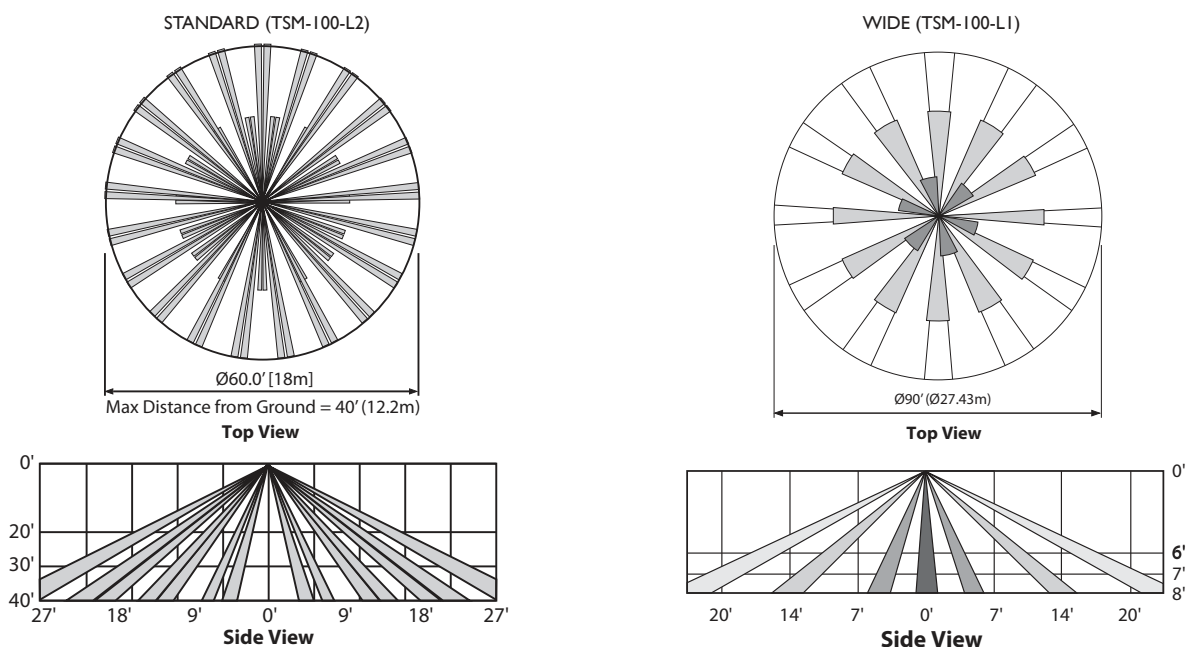 STANDARD (TSM-100-L2)
Ø60.0' [18m]
Max Distance from Ground = 40' (12.2m)
Top View
0'
20'
30'
40'
27' 18' 9' 0' 9' 18' 27'
Side View
WIDE (TSM-100-L1)
Ø90' (Ø27.43m)
Top View
0'
6'
7'
8'
20' 14' 7' 0' 7' 14' 20'
Side View